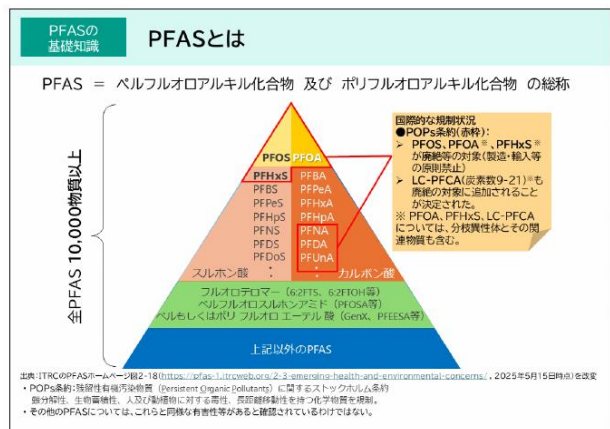 PFASの
基礎知識
PFASとは
PFAS = ペルフルオロアルキル化合物 及び ポリフルオロアルキル化合物 の総称
全PFAS 10,000物質以上
PFOS
PFOA
PFHxS
PFBS
PFPeS
PFHpS
PFNS
PFDS
PFDoS
:
スルホン酸
PFBA
PFPeA
PFHxA
PFHpA
PFNA
PFDA
PFUnA
:
カルボン酸
フルオロテロマー(6:2FTS、6:2FTOH等)
ペルフルオロスルホンアミド(PFOSA等)
ペルもしくはポリ フルオロ エーテル 酸(GenX、PFEESA等)
上記以外のPFAS
国際的な規制状況
●POPs条約(赤枠):
➢ PFOS、PFOA※、PFHxS※
が廃絶等の対象(製造・輸入等
の原則禁止)
➢ LC-PFCA(炭素数9-21)※も
廃絶の対象に追加されること
が決定された。
※ PFOA、PFHxS、LC-PFCA
については、分枝異性体とその関
連物質も含む。
出典:ITRCのPFASホームページ図2-18(https://pfas-1.itrcweb.org/2-3-emerging-health-and-environmental-concerns/ , 2025年5月15日時点)を改変
・POPs条約:残留性有機汚染物質(Persistent Organic Pollutants)に関するストックホルム条約
難分解性、生物蓄積性、人及び動植物に対する毒性、長距離移動性を持つ化学物質を規制。
・その他のPFASについては、これらと同様な有害性等があると確認されているわけではない。